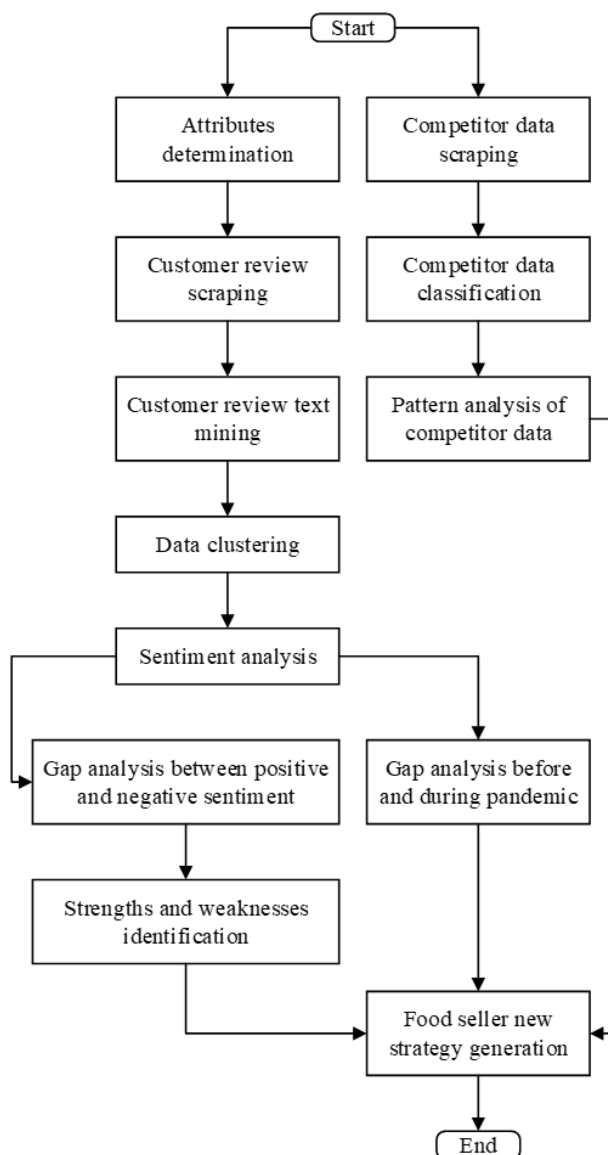 Start
Attributes
determination
Competitor data
scraping
Customer review
scraping
Competitor data
classification
Customer review text
mining
Pattern analysis of
competitor data
Data clustering
Sentiment analysis
Gap analysis between positive
and negative sentiment
Gap analysis before
and during pandemic
Strengths and weaknesses
identification
Food seller new
strategy generation
End